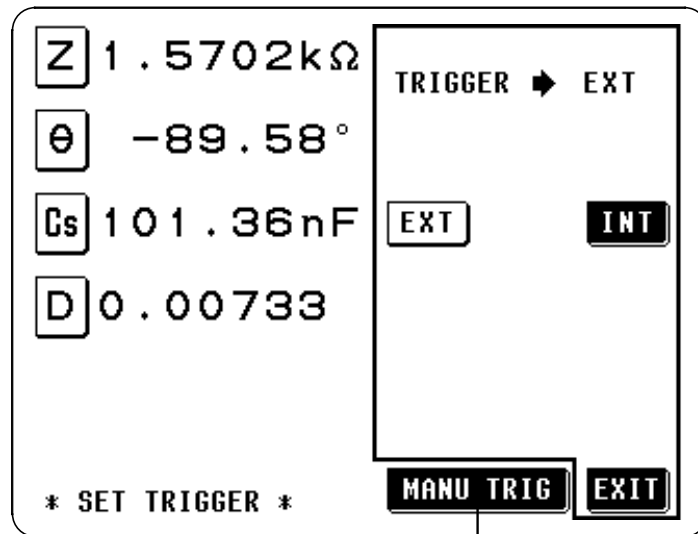 Z 1.5702kΩ
θ -89.58°
Cs 101.36nF
D 0.00733
* SET TRIGGER *
TRIGGER ➧ EXT
EXT INT
MANU TRIG EXIT